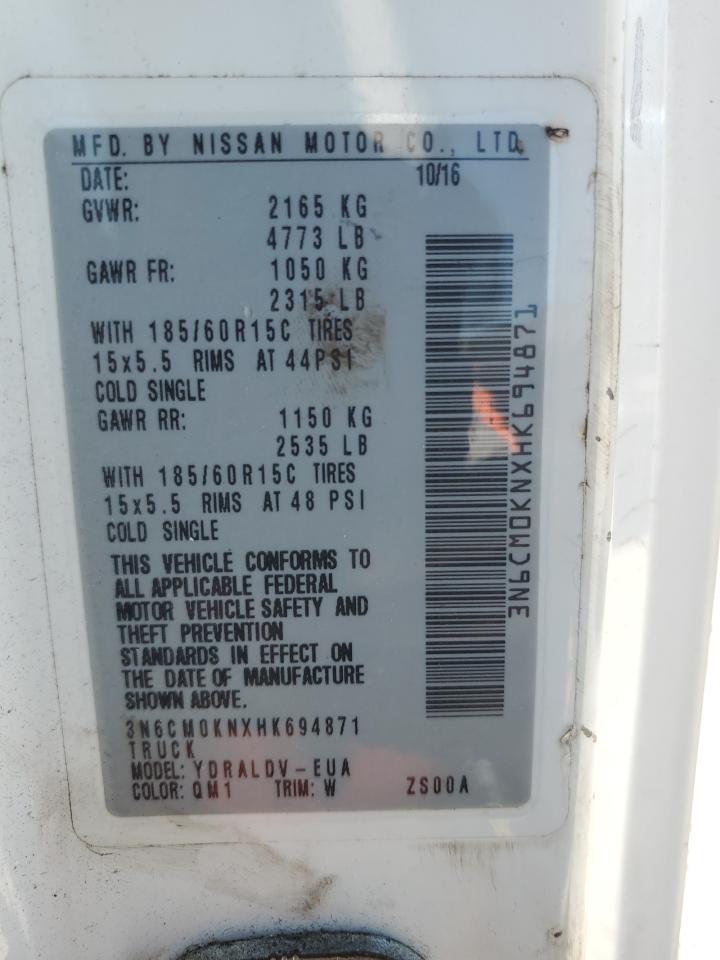 MFD. BY NISSAN MOTOR CO., LTD.
DATE: 10/16
GVWR: 2165 KG
4773 LB
GAWR FR: 1050 KG
2315 LB
WITH 185/60R15C TIRES
15x5.5 RIMS AT 44PSI
COLD SINGLE
GAWR RR: 1150 KG
2535 LB
WITH 185/60R15C TIRES
15x5.5 RIMS AT 48 PSI
COLD SINGLE
THIS VEHICLE CONFORMS TO
ALL APPLICABLE FEDERAL
MOTOR VEHICLE SAFETY AND
THEFT PREVENTION
STANDARDS IN EFFECT ON
THE DATE OF MANUFACTURE
SHOWN ABOVE.
3N6CM0KNXHK694871
TRUCK
MODEL: YDRALDV-EUA
COLOR: QM1 TRIM: W ZS00A
3N6CM0KNXHK694871